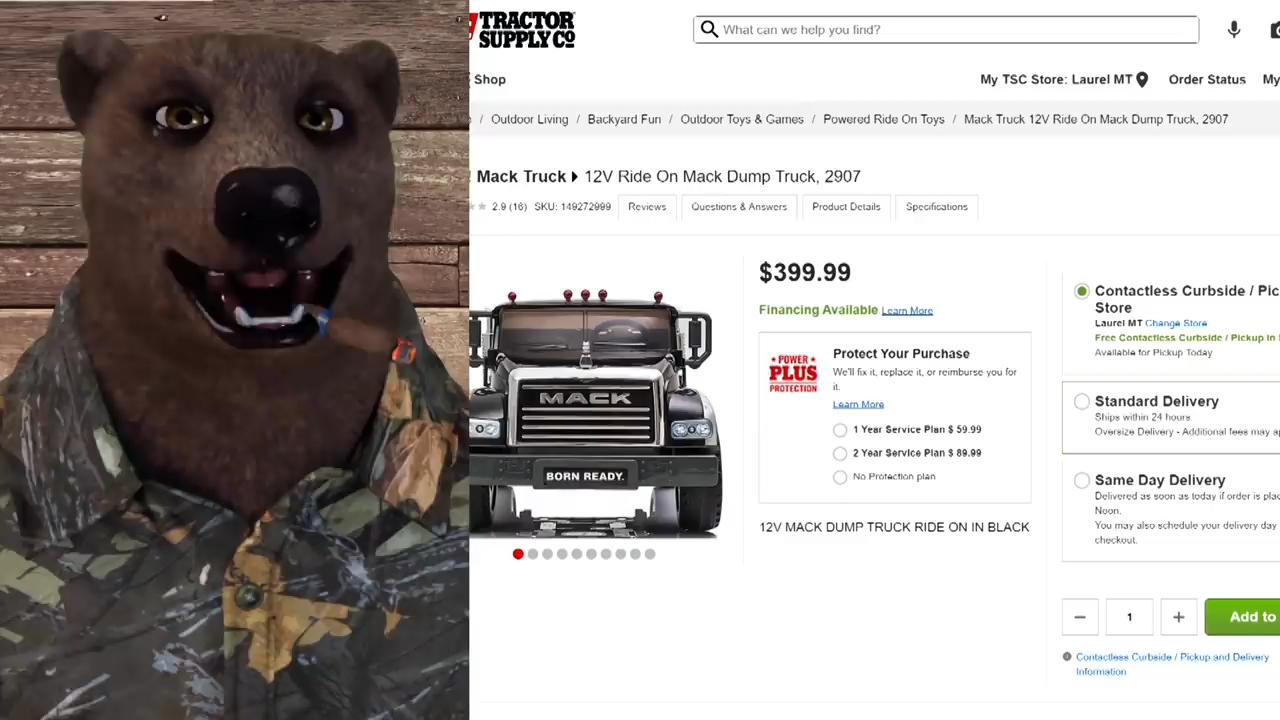 TRACTOR
SUPPLY CO
What can we help you find?
Shop
My TSC Store: Laurel MT
Order Status
My
/ Outdoor Living / Backyard Fun / Outdoor Toys & Games / Powered Ride On Toys / Mack Truck 12V Ride On Mack Dump Truck, 2907
Mack Truck 12V Ride On Mack Dump Truck, 2907
2.9 (16) SKU: 149272999
Reviews
Questions & Answers
Product Details
Specifications
MACK
BORN READY.
$399.99
Financing Available Learn More
POWER
PLUS
PROTECTION
Protect Your Purchase
We'll fix it, replace it, or reimburse you for
it.
Learn More
1 Year Service Plan $ 59.99
2 Year Service Plan $ 89.99
No Protection plan
12V MACK DUMP TRUCK RIDE ON IN BLACK
Contactless Curbside / Pic
Store
Laurel MT Change Store
Free Contactless Curbside / Pickup in
Available for Pickup Today
Standard Delivery
Ships within 24 hours.
Oversize Delivery - Additional fees may a
Same Day Delivery
Delivered as soon as today if order is pla
Noon.
You may also schedule your delivery day
checkout.
1
Add to
Contactless Curbside / Pickup and Delivery
Information